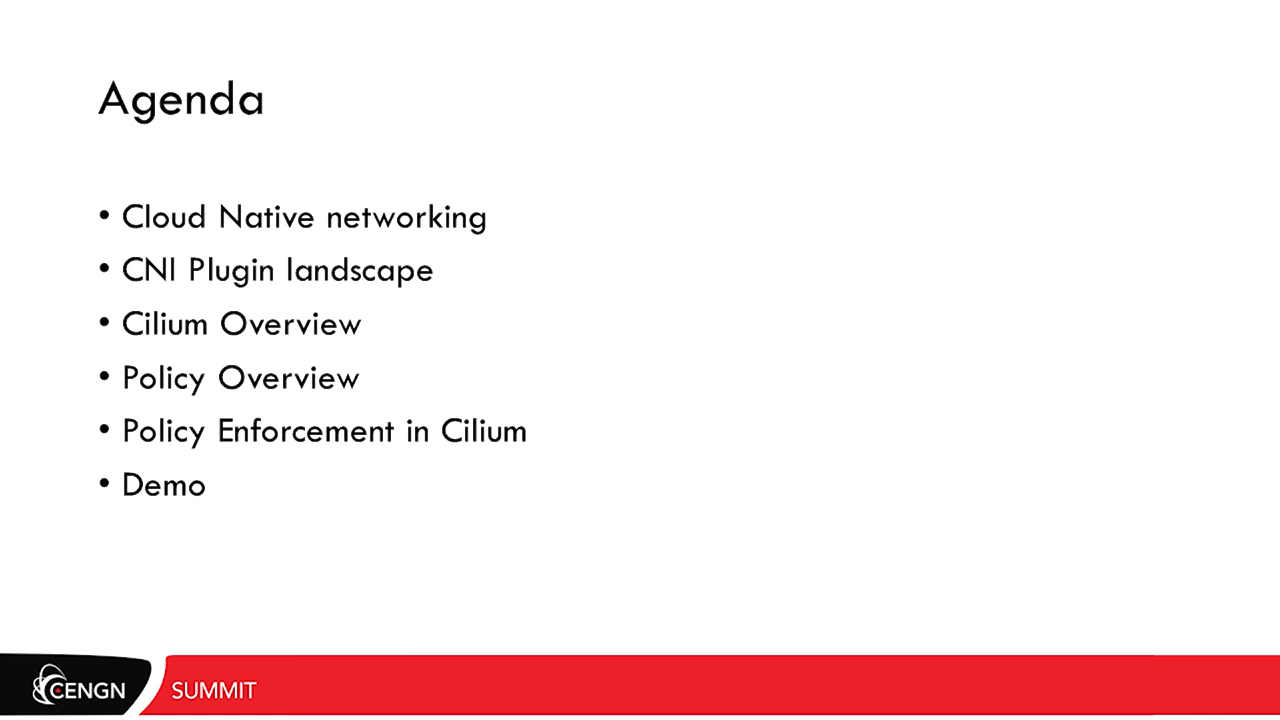 Agenda
• Cloud Native networking
• CNI Plugin landscape
• Cilium Overview
• Policy Overview
• Policy Enforcement in Cilium
• Demo
CENGN SUMMIT